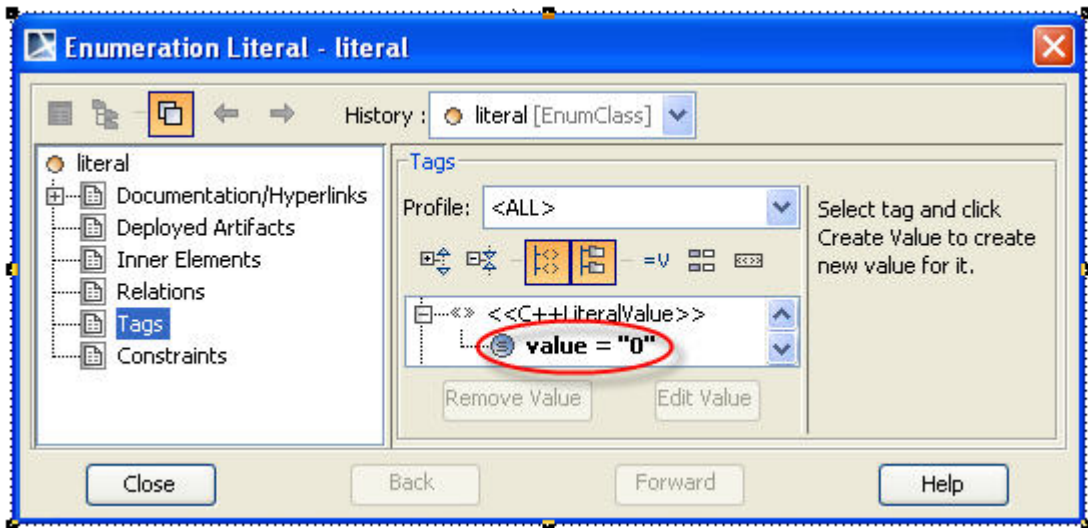 Enumeration Literal - literal
History : literal [EnumClass]
literal
Documentation/Hyperlinks
Deployed Artifacts
Inner Elements
Relations
Tags
Constraints
Tags
Profile: <ALL>
=V
<<C++LiteralValue>>
value = "0"
Remove Value Edit Value
Select tag and click
Create Value to create
new value for it.
Close Back Forward Help